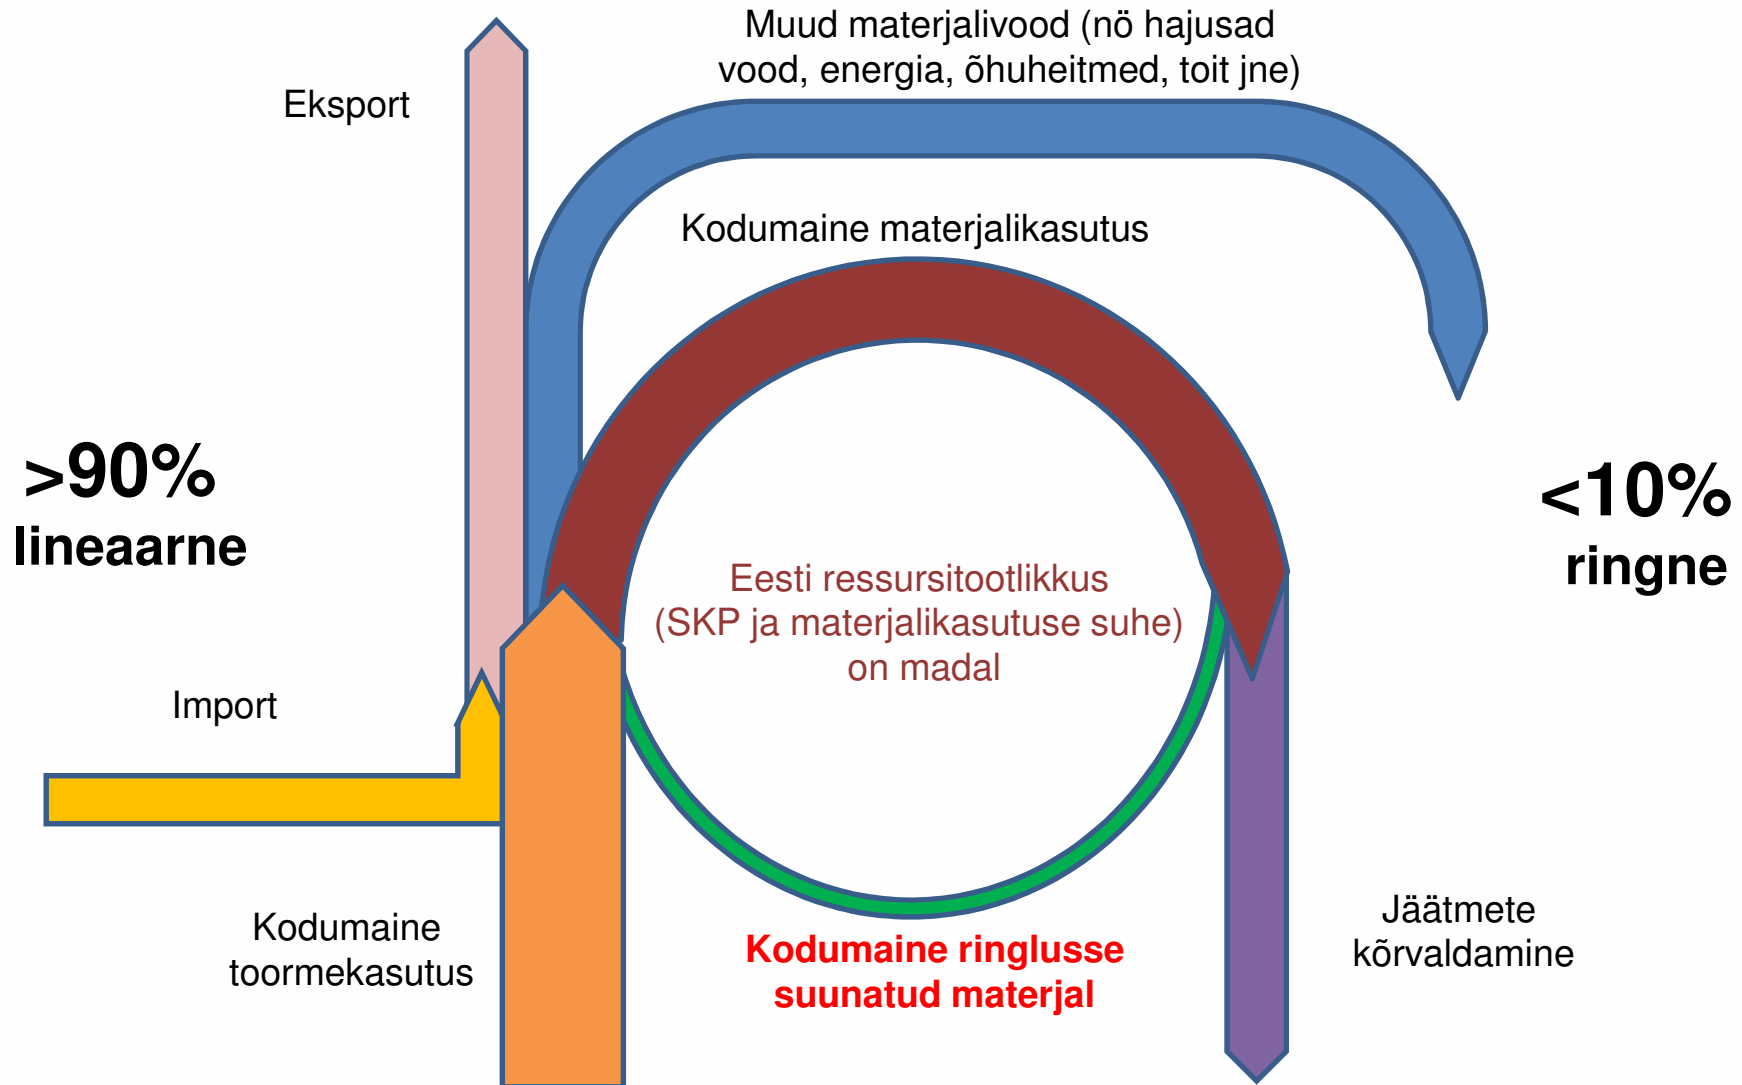 Muud materjalivood (nö hajusad
vood, energia, õhuheitmed, toit jne)
Eksport
Kodumaine materjalikasutus
>90%
lineaarne
<10%
ringne
Eesti ressursitootlikkus
(SKP ja materjalikasutuse suhe)
on madal
Import
Kodumaine
toormekasutus
Kodumaine ringlusse
suunatud materjal
Jäätmete
kõrvaldamine